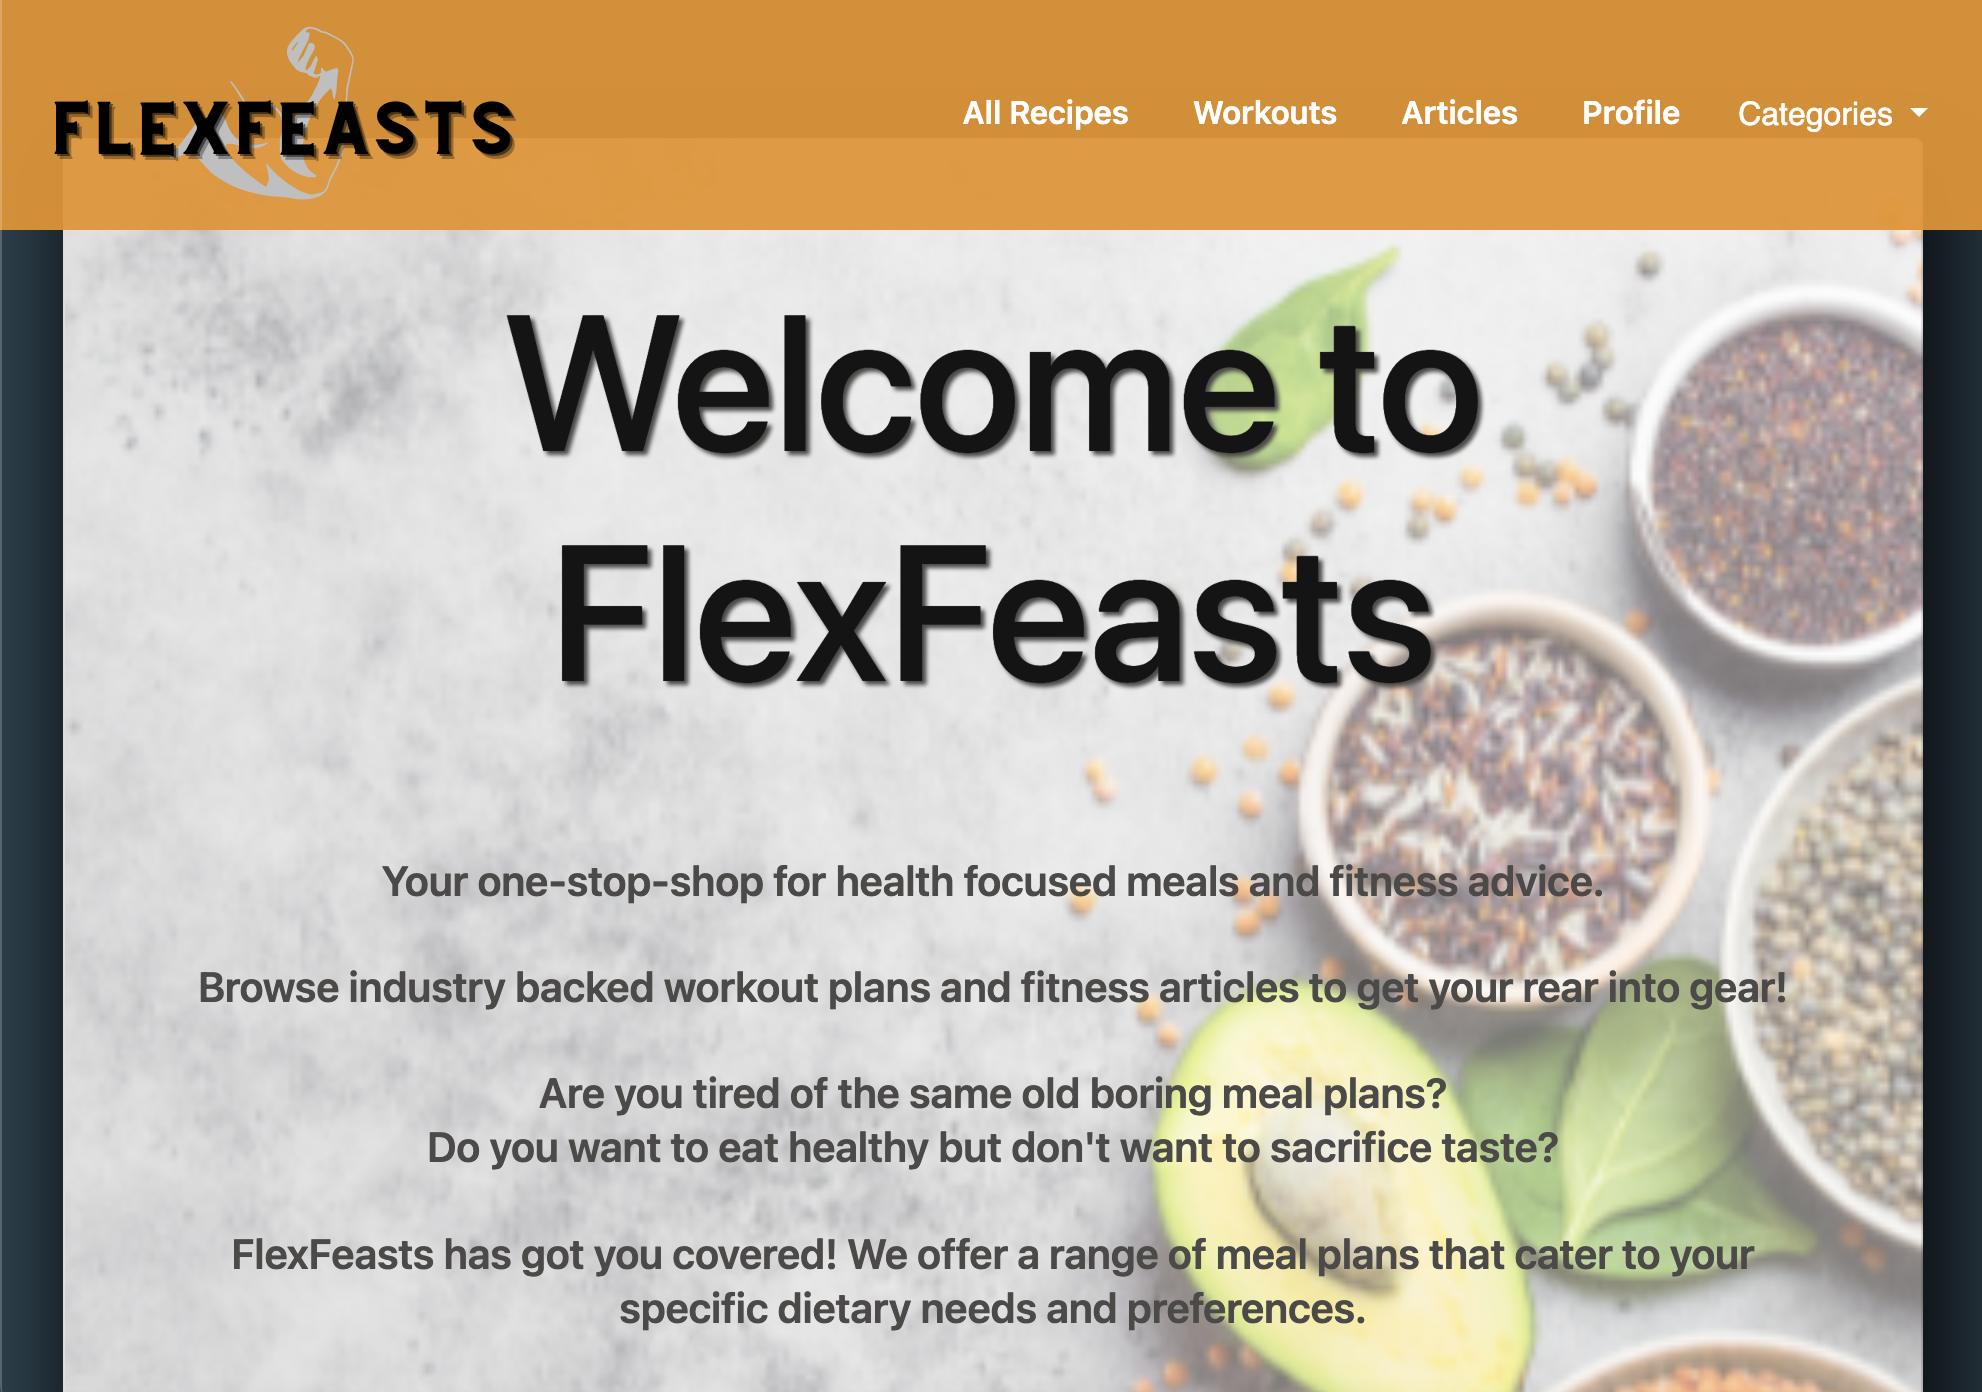 FLEXFEASTS
All Recipes Workouts Articles Profile Categories
Welcome to
FlexFeasts
Your one-stop-shop for health focused meals and fitness advice.
Browse industry backed workout plans and fitness articles to get your rear into gear!
Are you tired of the same old boring meal plans?
Do you want to eat healthy but don't want to sacrifice taste?
FlexFeasts has got you covered! We offer a range of meal plans that cater to your
specific dietary needs and preferences.